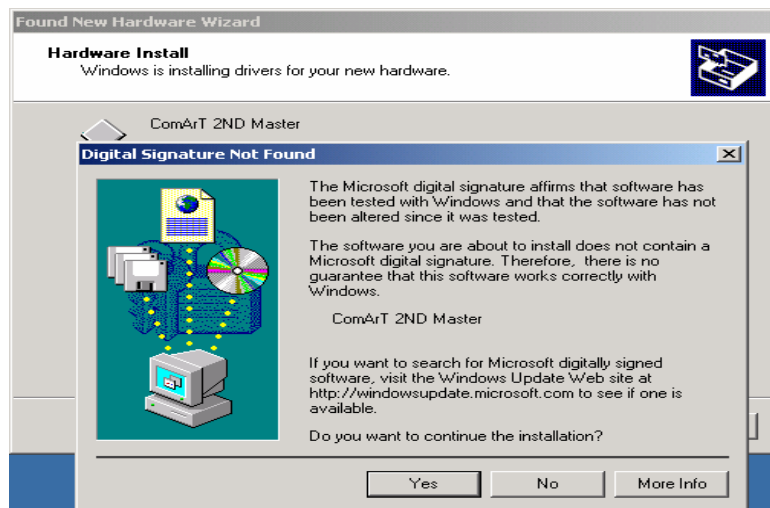 Found New Hardware Wizard
Hardware Install
Windows is installing drivers for your new hardware.
ComArT 2ND Master
Digital Signature Not Found
The Microsoft digital signature affirms that software has
been tested with Windows and that the software has not
been altered since it was tested.
The software you are about to install does not contain a
Microsoft digital signature. Therefore, there is no
guarantee that this software works correctly with
Windows.
ComArT 2ND Master
If you want to search for Microsoft digitally signed
software, visit the Windows Update Web site at
http://windowsupdate.microsoft.com to see if one is
available.
Do you want to continue the installation?
Yes No More Info